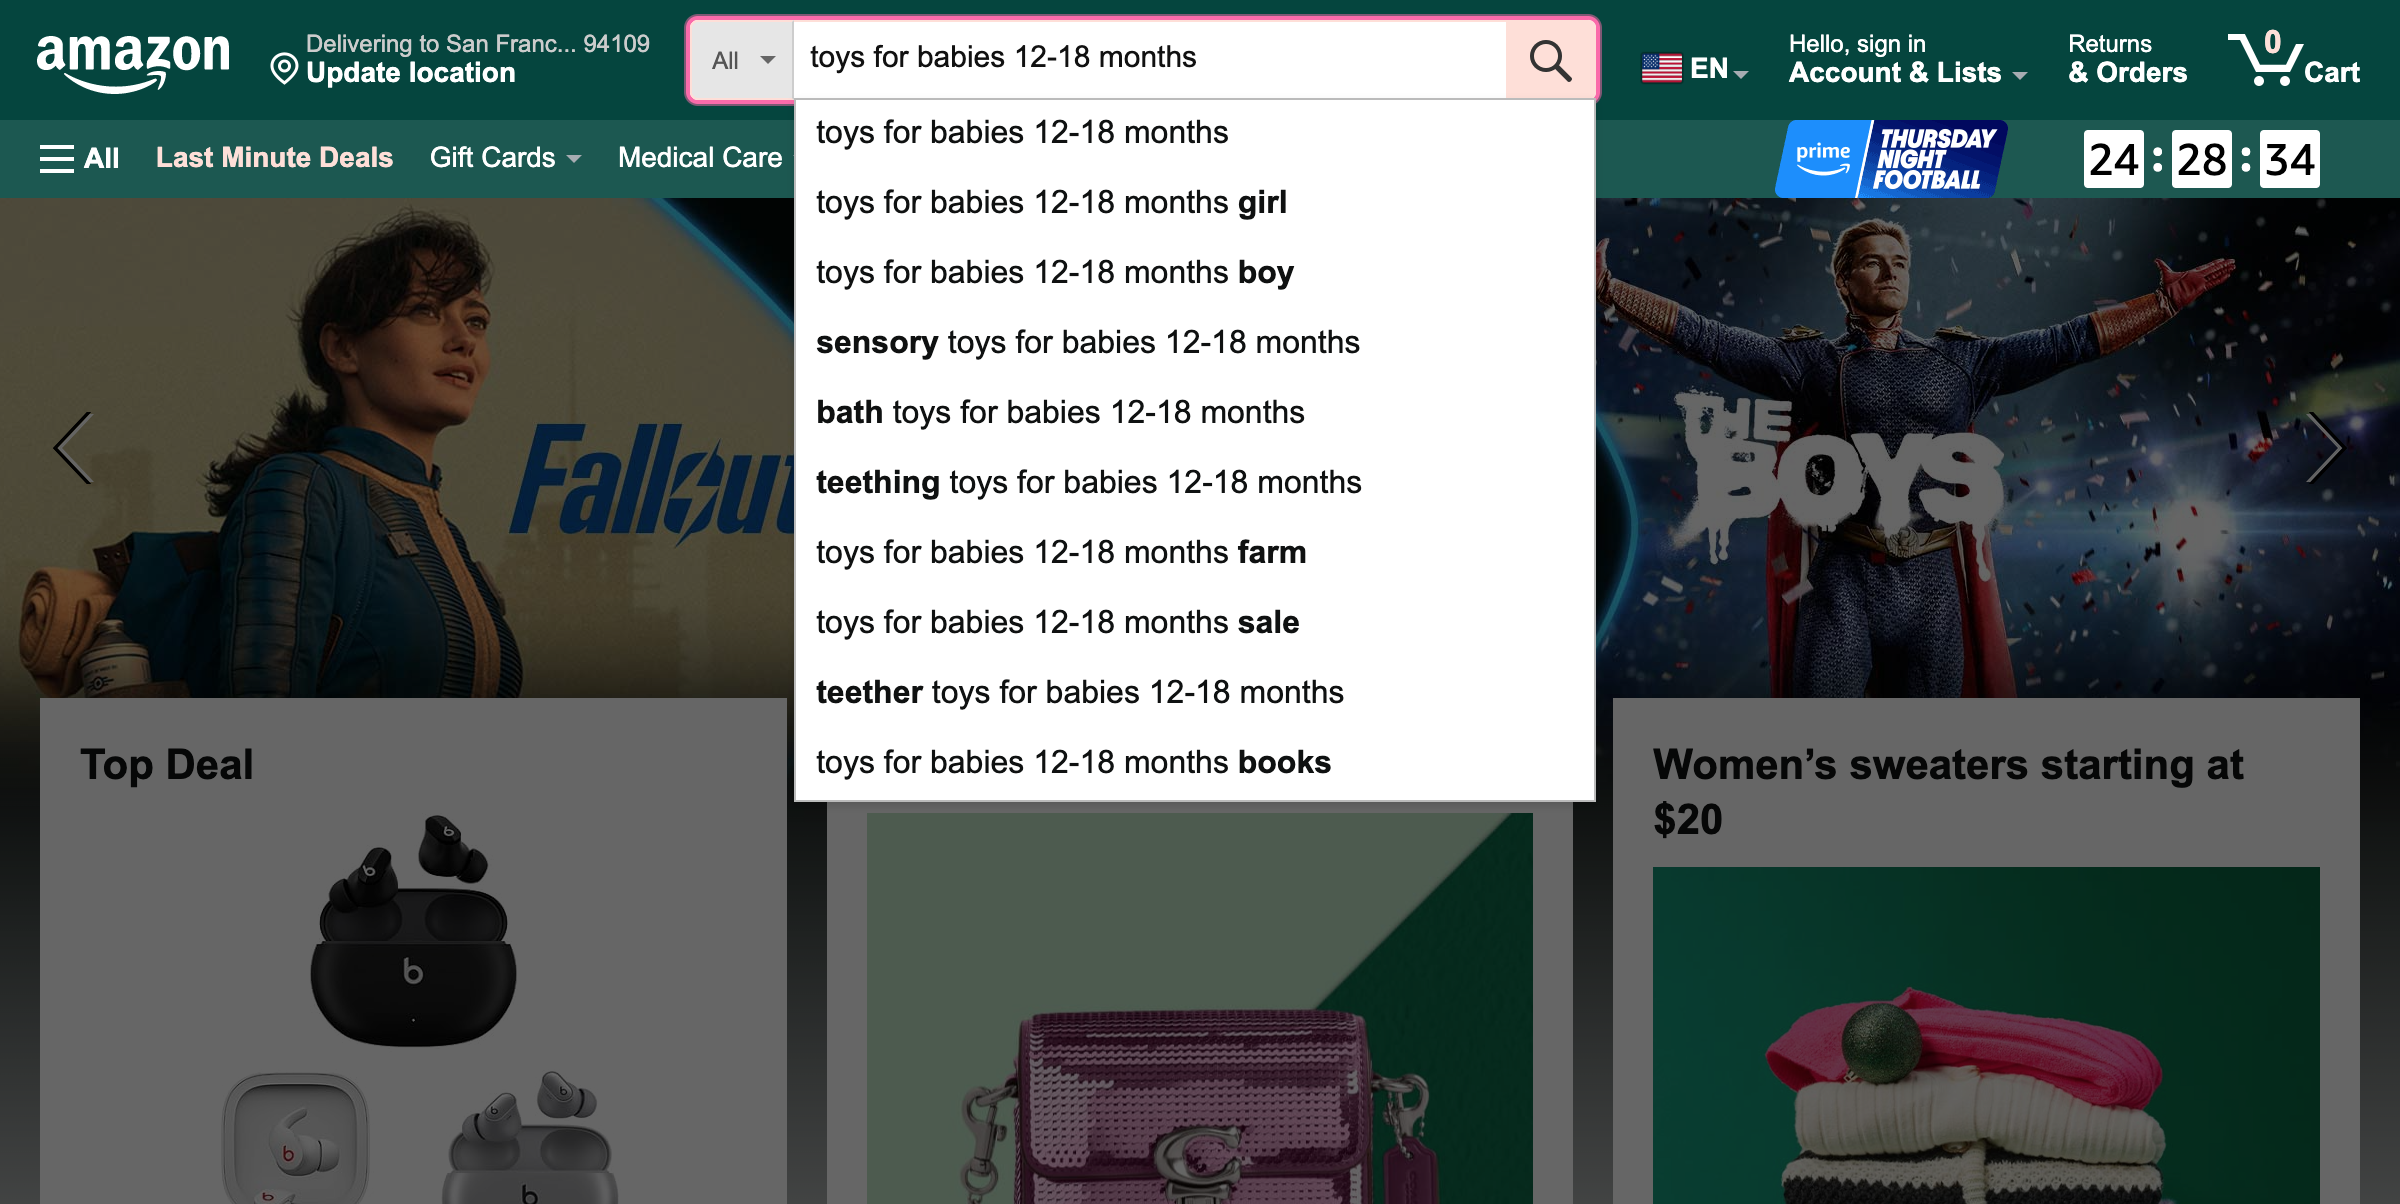 amazon
Delivering to San Franc... 94109
Update location
All
toys for babies 12-18 months
EN
Hello, sign in
Account & Lists
Returns
& Orders
0
Cart
All
Last Minute Deals
Gift Cards
Medical Care
prime
THURSDAY
NIGHT
FOOTBALL
24 : 28 : 34
toys for babies 12-18 months
toys for babies 12-18 months girl
toys for babies 12-18 months boy
sensory toys for babies 12-18 months
bath toys for babies 12-18 months
teething toys for babies 12-18 months
toys for babies 12-18 months farm
toys for babies 12-18 months sale
teether toys for babies 12-18 months
toys for babies 12-18 months books
Fallout
THE
BOYS
Top Deal
Women’s sweaters starting at
$20